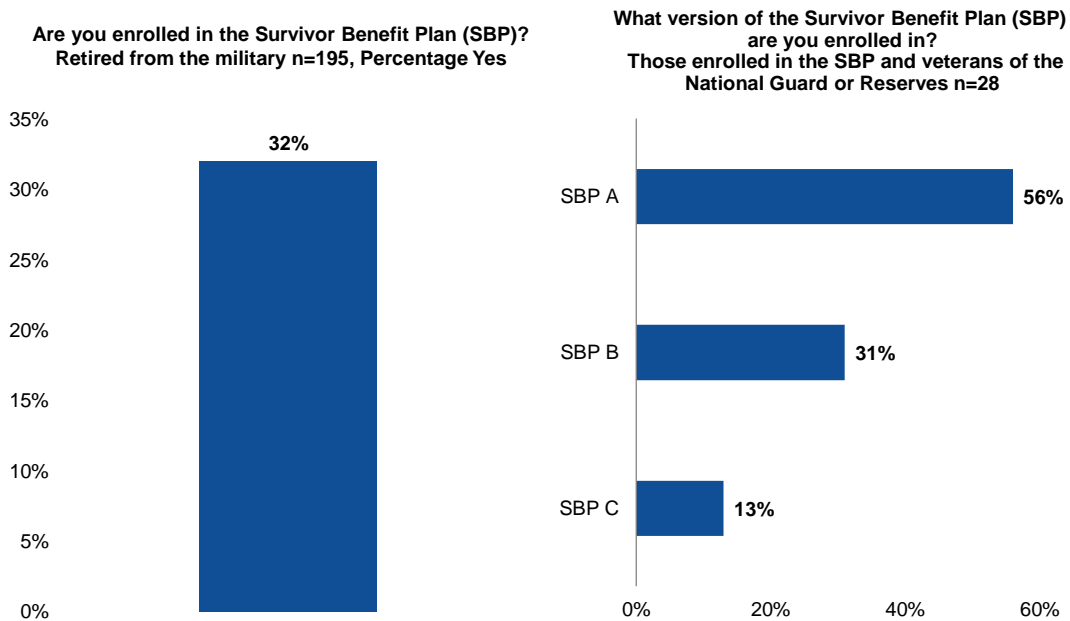 Are you enrolled in the Survivor Benefit Plan (SBP)?
Retired from the military n=195, Percentage Yes
35%
30%
25%
20%
15%
10%
5%
0%
32%
What version of the Survivor Benefit Plan (SBP)
are you enrolled in?
Those enrolled in the SBP and veterans of the
National Guard or Reserves n=28
SBP A
56%
SBP B
31%
SBP C
13%
0%
20%
40%
60%